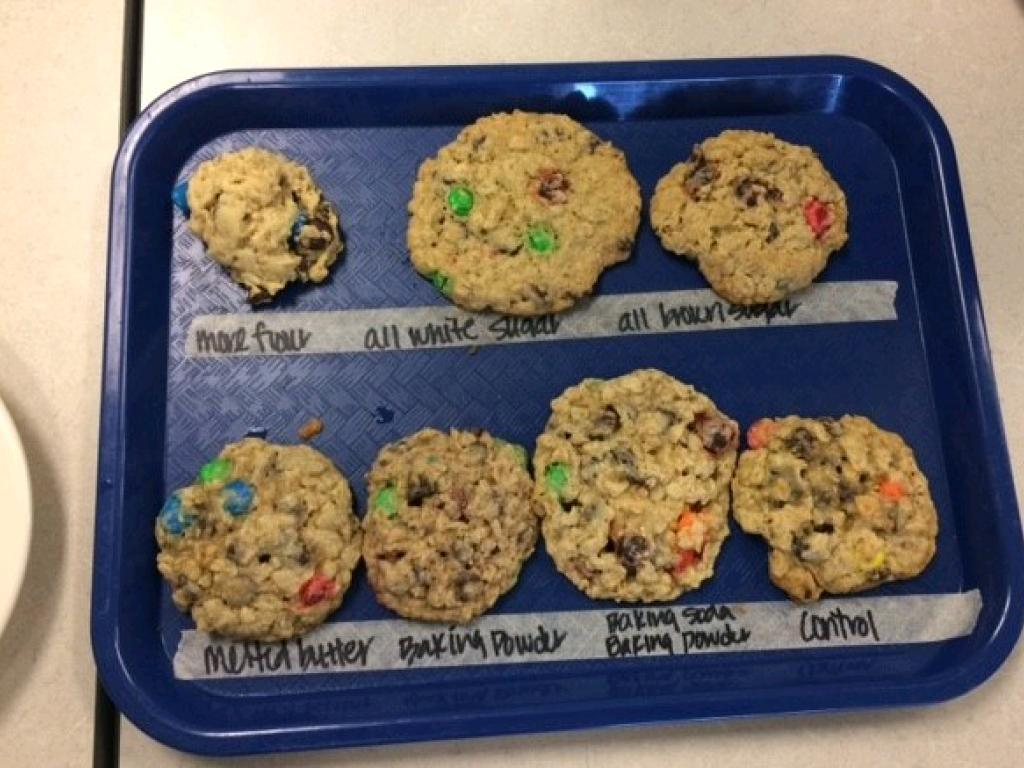 more flour
all white sugar
all brown sugar
melted butter
Baking Powder
Baking soda
Baking Powder
Control